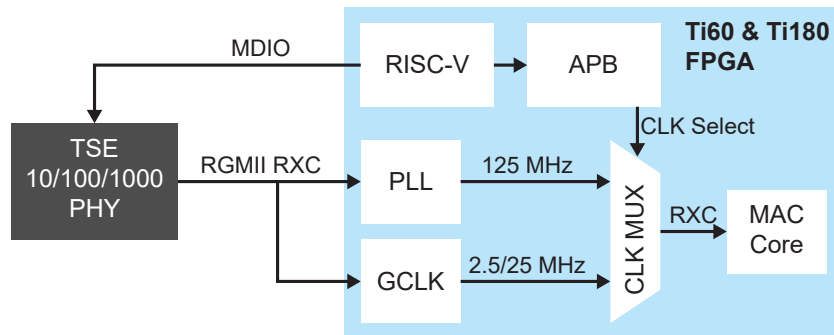 Ti60 & Ti180
FPGA
MDIO
RISC-V
APB
CLK Select
TSE
10/100/1000
PHY
RGMII RXC
PLL
125 MHz
CLK MUX
RXC
MAC
Core
GCLK
2.5/25 MHz